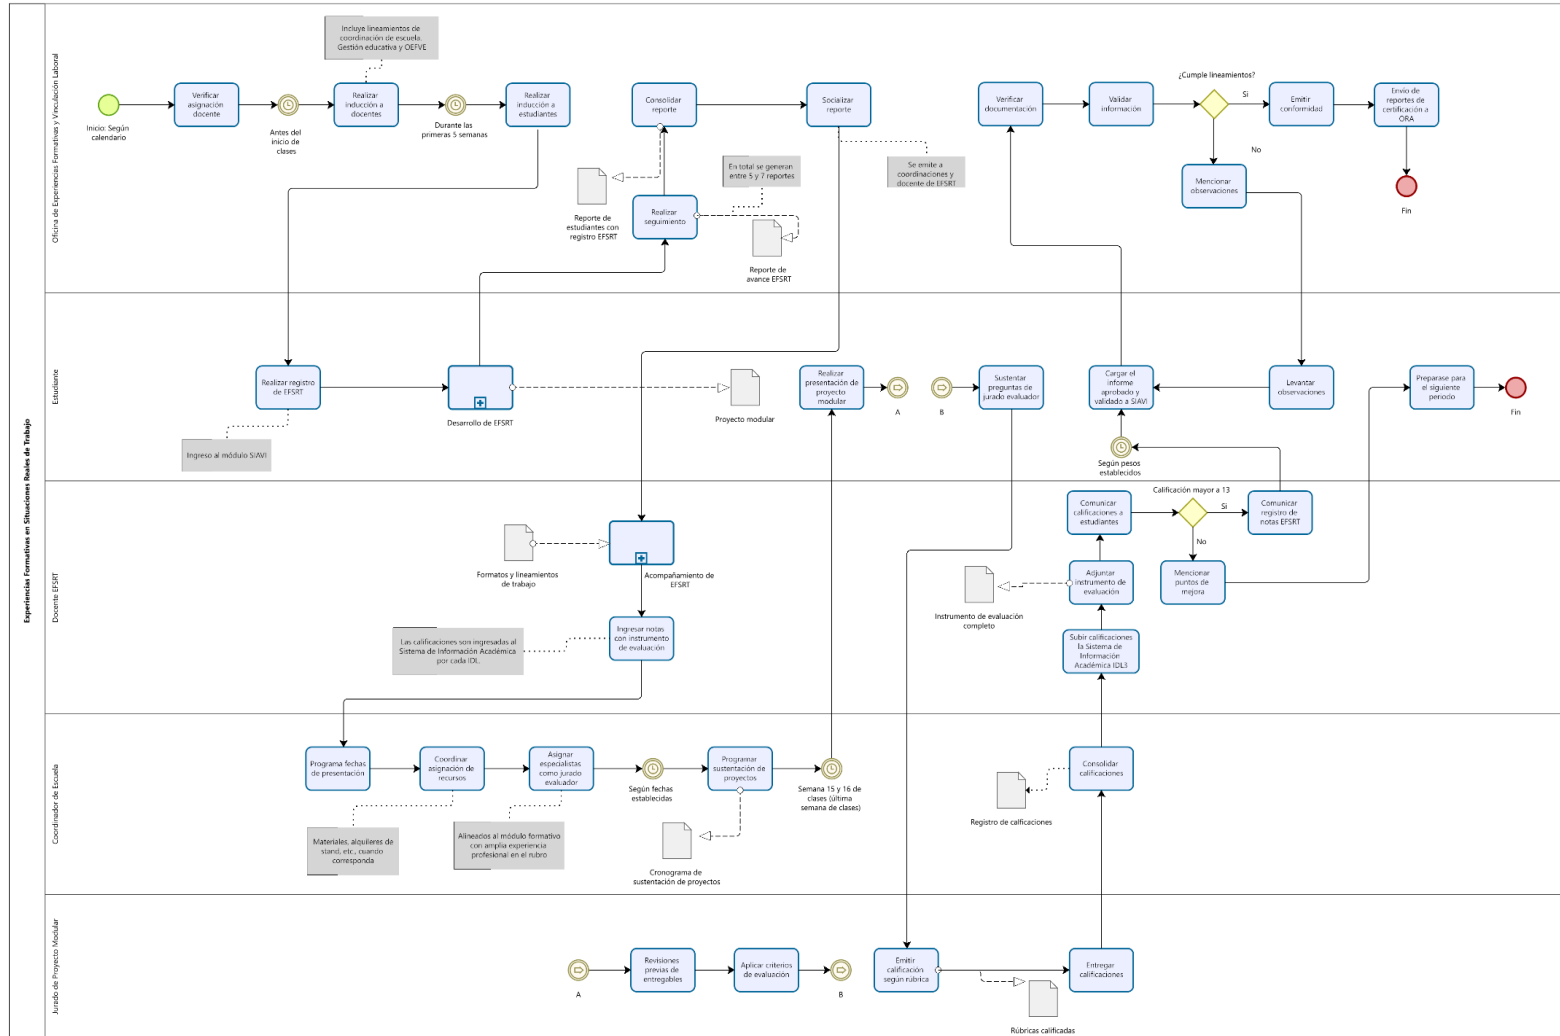 Experiencias Formativas en Situaciones Reales de Trabajo
Oficina de Experiencias Formativas y Vinculación Laboral
Incluye lineamientos de
coordinación de escuela.
Gestión educativa y OEFVE
Inicio: Según
calendario
Verificar
asignación
docente
Antes del
inicio de
clases
Realizar
inducción a
docentes
Durante las
primeras 5 semanas
Realizar
inducción a
estudiantes
Consolidar
reporte
Socializar
reporte
Reporte de
estudiantes con
registro EFSRT
Realizar
seguimiento
En total se generan
entre 5 y 7 reportes
Reporte de
avance EFSRT
Se emite a
coordinaciones y
docente de EFSRT
Verificar
documentación
Validar
información
¿Cumple lineamientos?
Si
No
Emitir
conformidad
Envío de
reportes de
certificación a
ORA
Mencionar
observaciones
Fin
Estudiante
Realizar registro
de EFSRT
Ingreso al módulo SIAVI
Desarrollo de EFSRT
Proyecto modular
Realizar
presentación de
proyecto
modular
A
B
Sustentar
preguntas de
jurado evaluador
Cargar el
informe
aprobado y
validado a SIAVI
Levantar
observaciones
Preparase para
el siguiente
periodo
Fin
Según pesos
establecidos
Docente EFSRT
Formatos y lineamientos
de trabajo
Acompañamiento de
EFSRT
Las calificaciones son ingresadas al
Sistema de Información Académica
por cada IDL.
Ingresar notas
con instrumento
de evaluación
Comunicar
calificaciones a
estudiantes
Calificación mayor a 13
Si
No
Comunicar
registro de
notas EFSRT
Adjuntar
instrumento de
evaluación
Mencionar
puntos de
mejora
Instrumento de evaluación
completo
Subir calificaciones
la Sistema de
Información
Académica IDL3
Coordinador de Escuela
Programa fechas
de presentación
Coordinar
asignación de
recursos
Asignar
especialistas
como jurado
evaluador
Según fechas
establecidas
Programar
sustentación de
proyectos
Semana 15 y 16 de
clases (última
semana de clases)
Materiales, alquileres de
stand, etc., cuando
corresponda
Alineados al módulo formativo
con amplia experiencia
profesional en el rubro
Cronograma de
sustentación de proyectos
Registro de calficaciones
Consolidar
calificaciones
Jurado de Proyecto Modular
A
Revisiones
previas de
entregables
Aplicar criterios
de evaluación
B
Emitir
calificación
según rúbrica
Rúbricas calificadas
Entregar
calificaciones